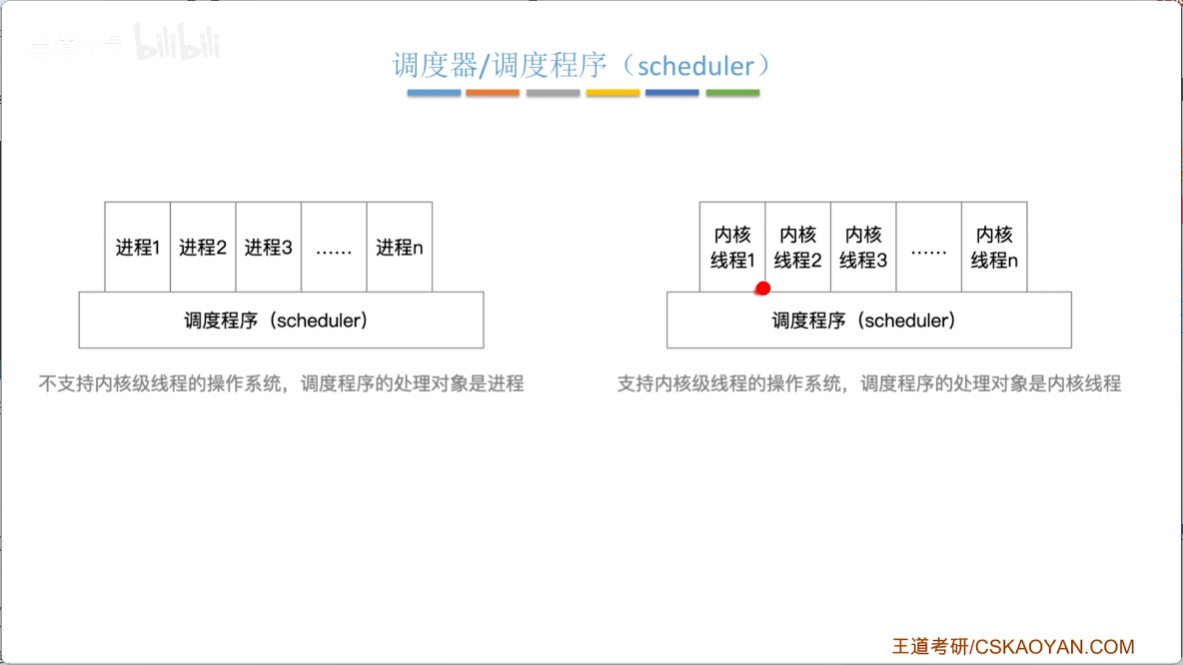 bilibili
调度器/调度程序（scheduler）
进程1 进程2 进程3 …… 进程n
调度程序（scheduler）
不支持内核级线程的操作系统，调度程序的处理对象是进程
内核 内核 内核 …… 内核
线程1 线程2 线程3 线程n
调度程序（scheduler）
支持内核级线程的操作系统，调度程序的处理对象是内核线程
王道考研/CSKAOYAN.COM